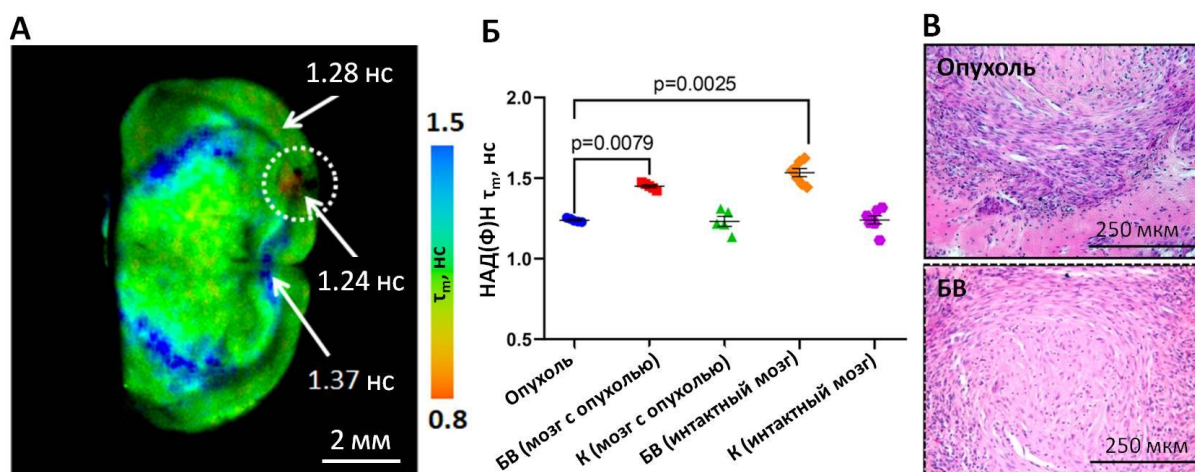 А
1.28 нс
1.24 нс
1.37 нс
2 мм
1.5
τm, нс
0.8
Б
НАД(Ф)Н τm, нс
2.0
1.5
1.0
0.5
p=0.0025
p=0.0079
Опухоль
БВ (мозг с опухолью)
К (мозг с опухолью)
БВ (интактный мозг)
К (интактный мозг)
В
Опухоль
250 мкм
БВ
250 мкм